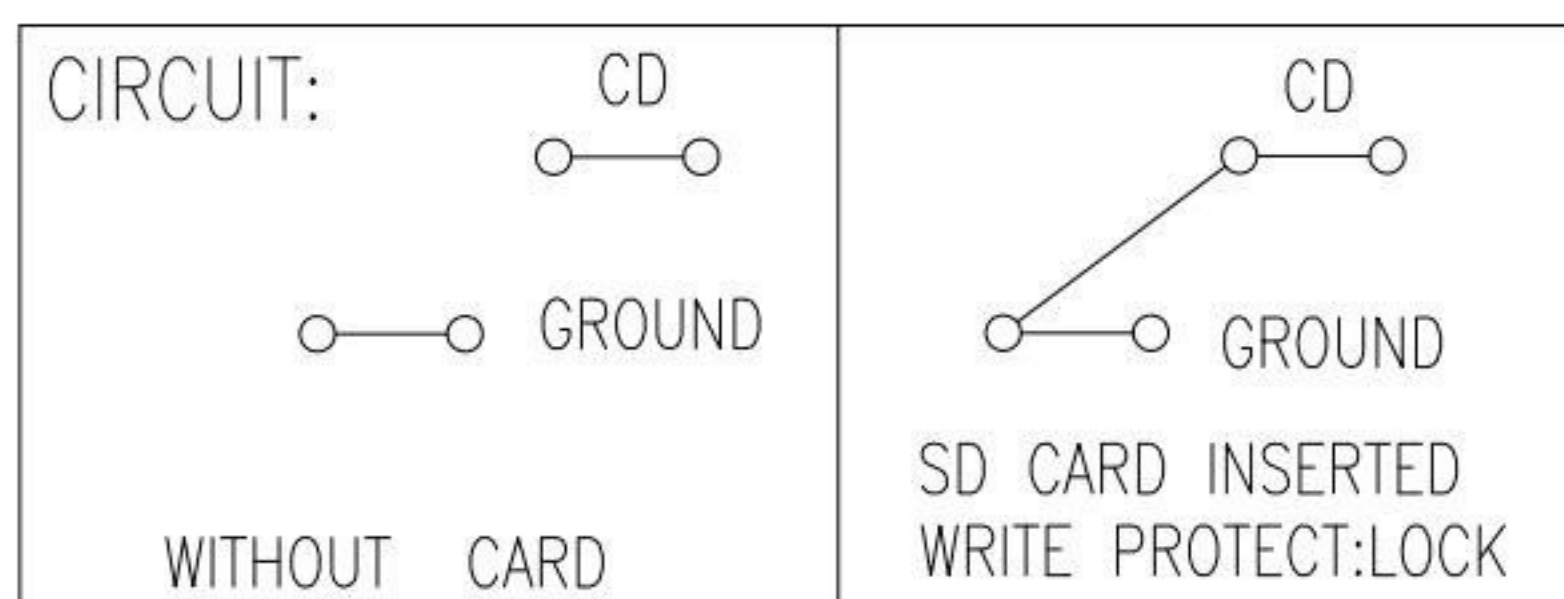 CIRCUIT:
CD
GROUND
WITHOUT CARD
CD
GROUND
SD CARD INSERTED
WRITE PROTECT:LOCK